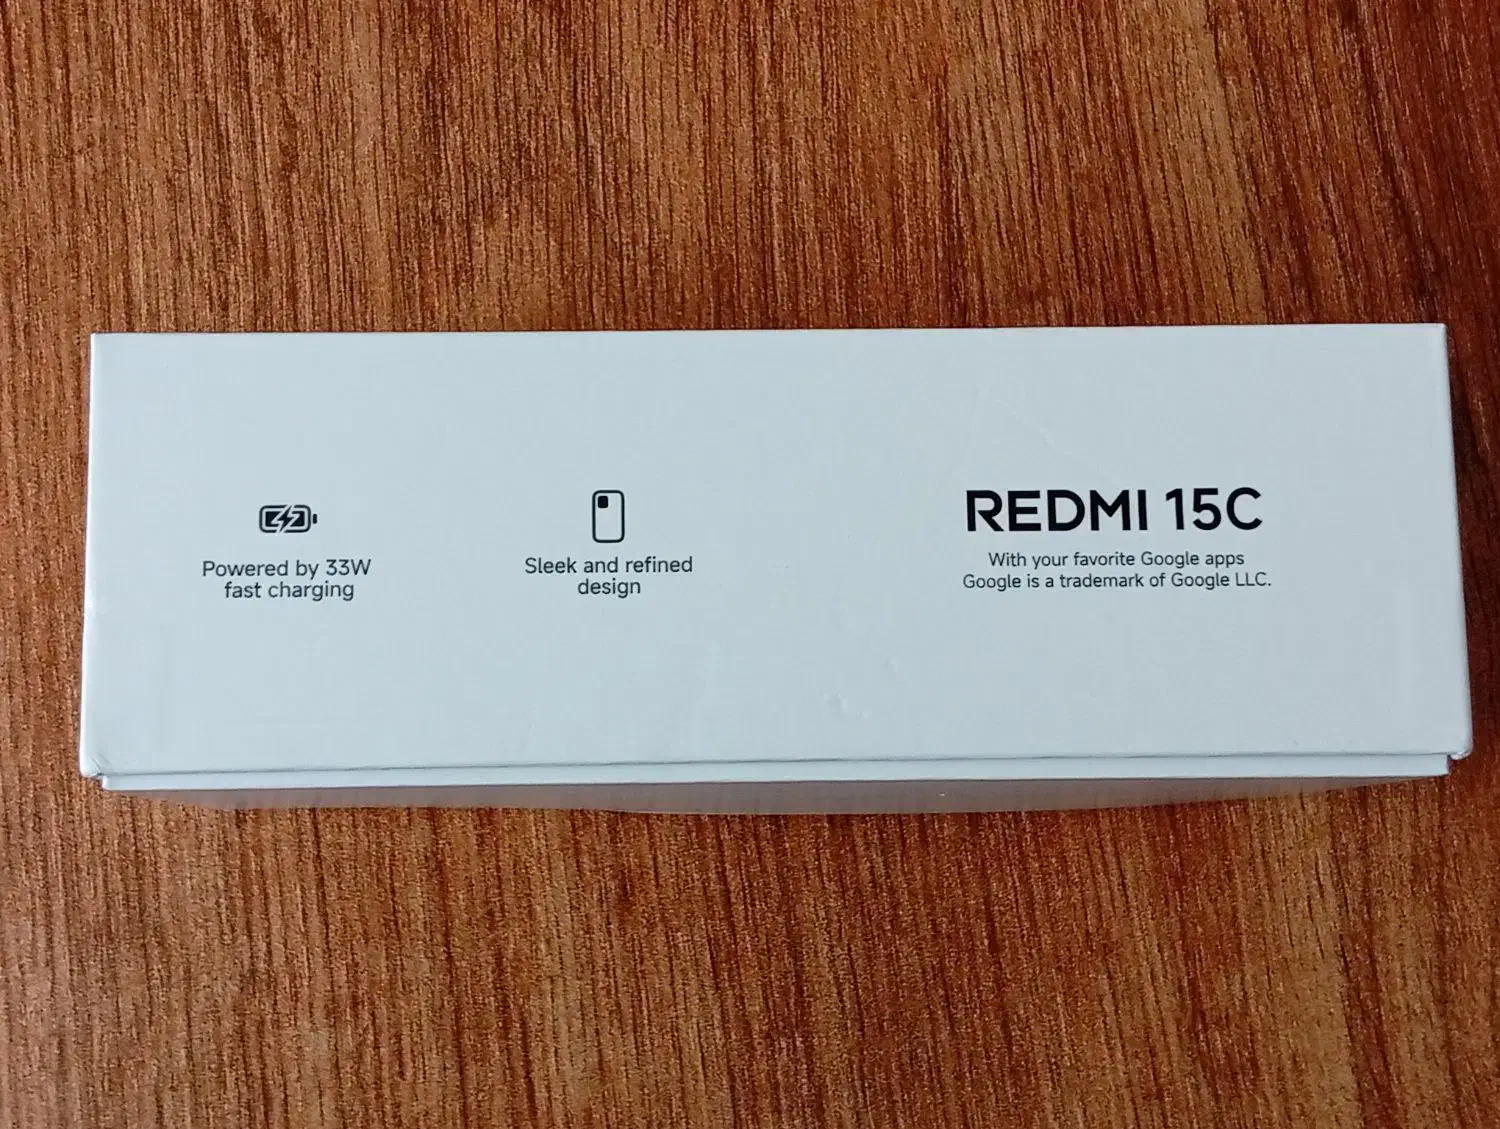 Powered by 33W
fast charging
Sleek and refined
design
REDMI 15C
With your favorite Google apps
Google is a trademark of Google LLC.